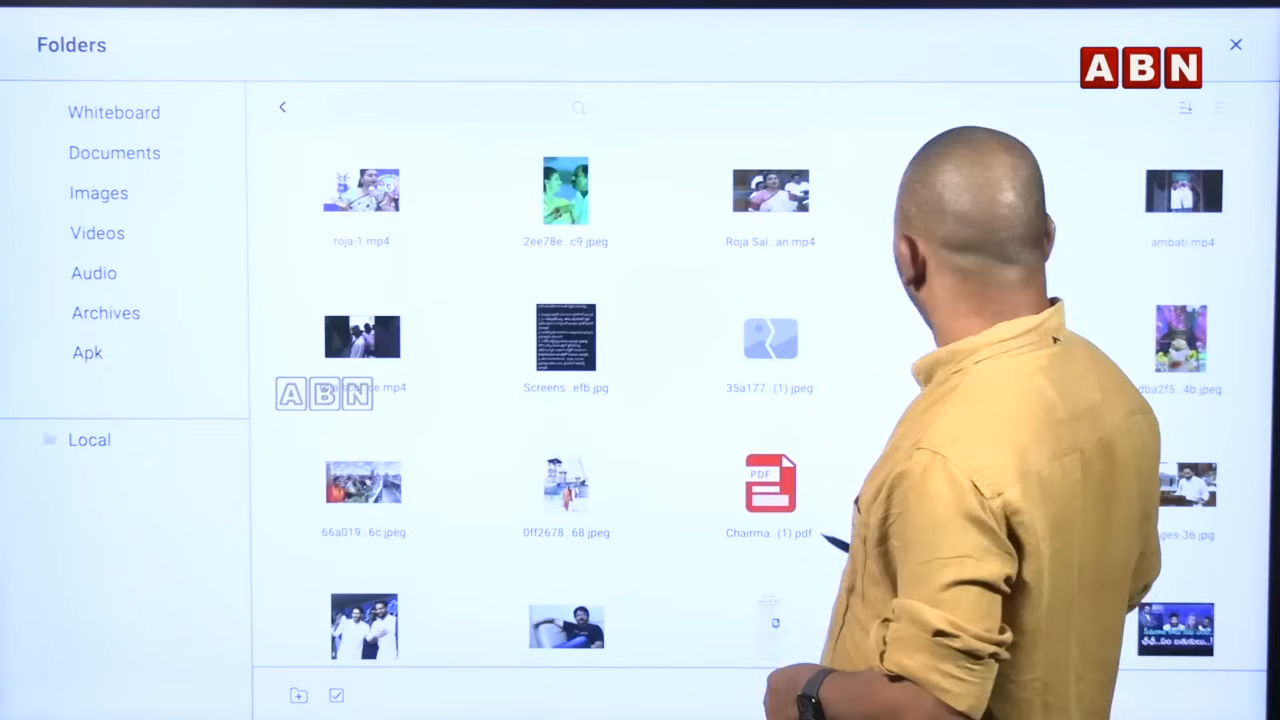 Folders
ABN
Whiteboard
Documents
Images
Videos
Audio
Archives
Apk
Local
roja-1.mp4
2ee78e...c9.jpeg
Roja Sal...an.mp4
ambati.mp4
ABN
Screens...efb.jpg
35a177...(1).jpeg
dba2f5...4b.jpeg
PDF
66a019...6c.jpeg
0ff2678...68.jpeg
Chairma...(1).pdf
ges-36.jpg
ఛీఛీ..ఏం బతుకులు..!